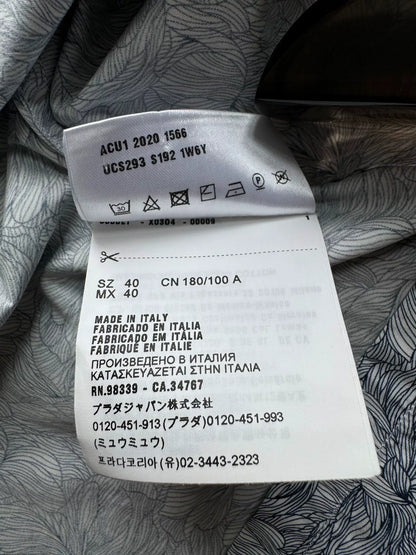 ACU1 2020 1566
UCS293 S192 1W6Y
30
P
SZ 40 CN 180/100 A
MX 40
MADE IN ITALY
FABRICADO EN ITALIA
FABRICADO EM ITÁLIA
FABRIQUÉ EN ITALIE
ПРОИЗВЕДЕНО В ИТАЛИЯ
ΚΑΤΑΣΚΕΥΑΖΕΤΑΙ ΣΤΗΝ ΙΤΑΛΙΑ
RN.98339 - CA.34767
プラダジャパン株式会社
0120-451-913(プラダ)0120-451-993
(ミュウミュウ)
프라다코리아 (유)02-3443-2323